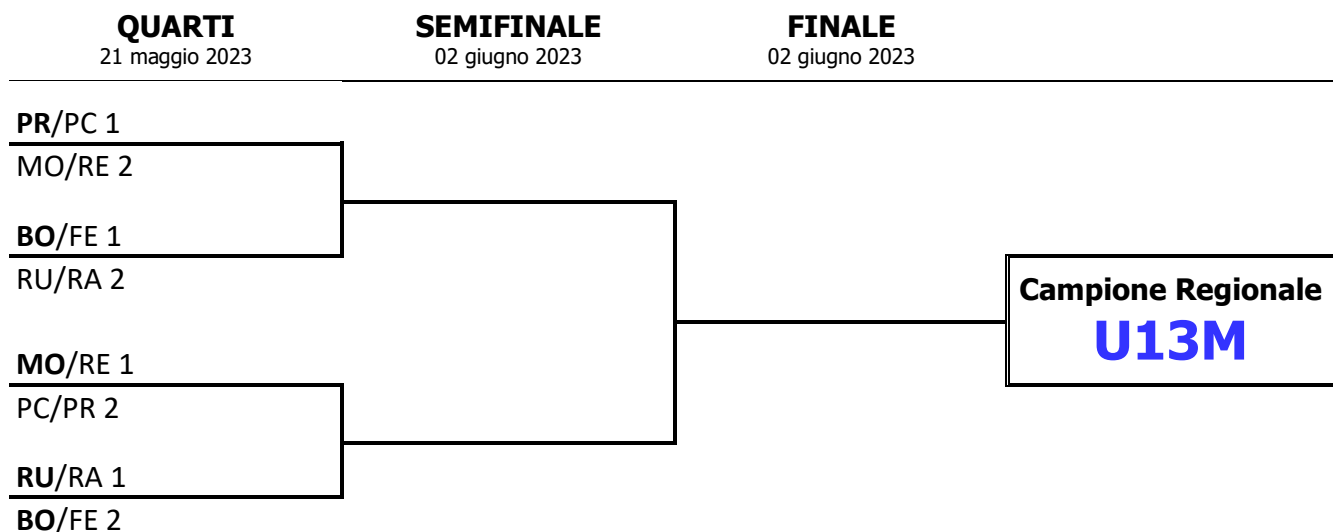 QUARTI SEMIFINALE FINALE
21 maggio 2023 02 giugno 2023 02 giugno 2023
PR/PC 1
MO/RE 2
BO/FE 1
RU/RA 2
Campione Regionale
U13M
MO/RE 1
PC/PR 2
RU/RA 1
BO/FE 2